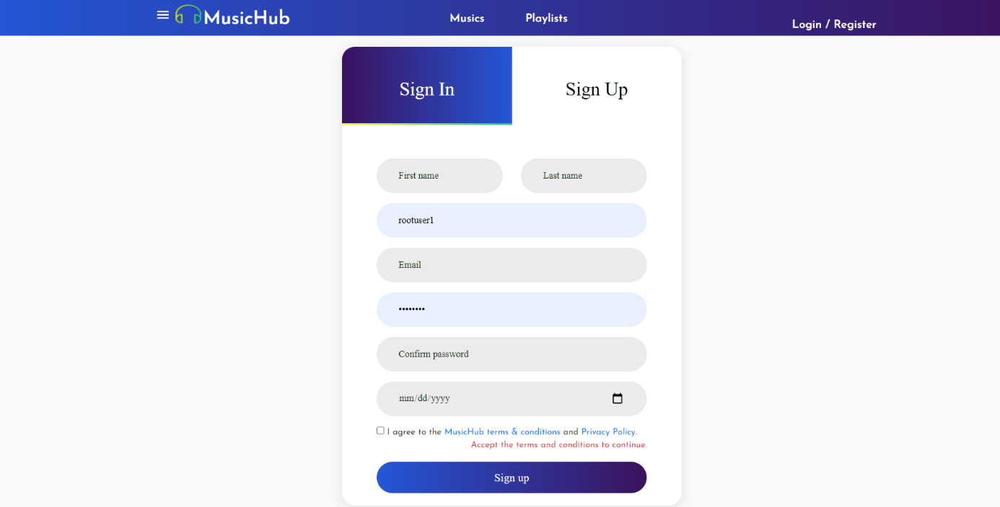 MusicHub
Musics Playlists
Login / Register
Sign In Sign Up
First name Last name
rootuser1
Email
••••••••
Confirm password
mm/dd/yyyy
I agree to the MusicHub terms & conditions and Privacy Policy.
Accept the terms and conditions to continue.
Sign up